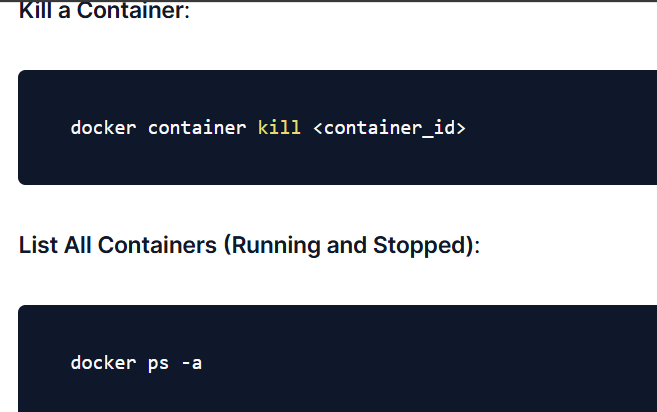 Kill a Container:
docker container kill <container_id>
List All Containers (Running and Stopped):
docker ps -a